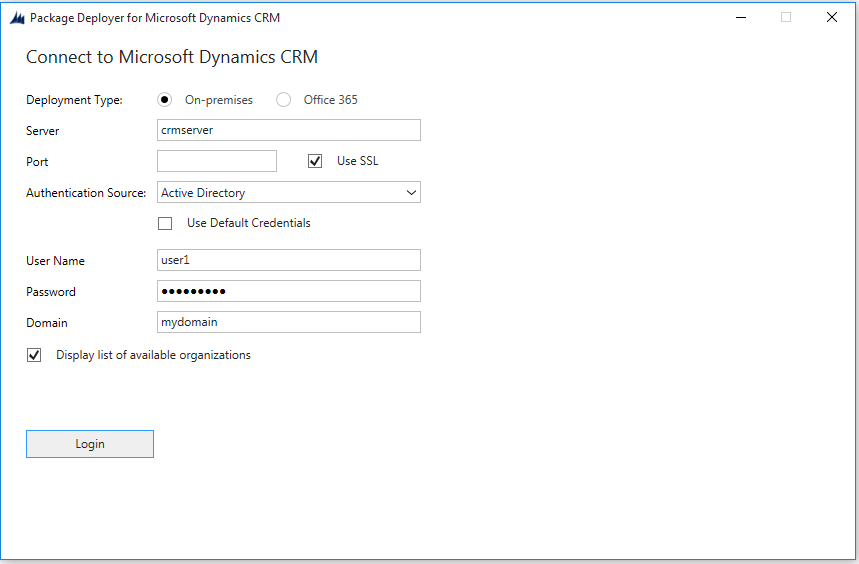 Package Deployer for Microsoft Dynamics CRM
Connect to Microsoft Dynamics CRM
Deployment Type: On-premises Office 365
Server crmserver
Port Use SSL
Authentication Source: Active Directory
Use Default Credentials
User Name user1
Password ●●●●●●●●●
Domain mydomain
Display list of available organizations
Login